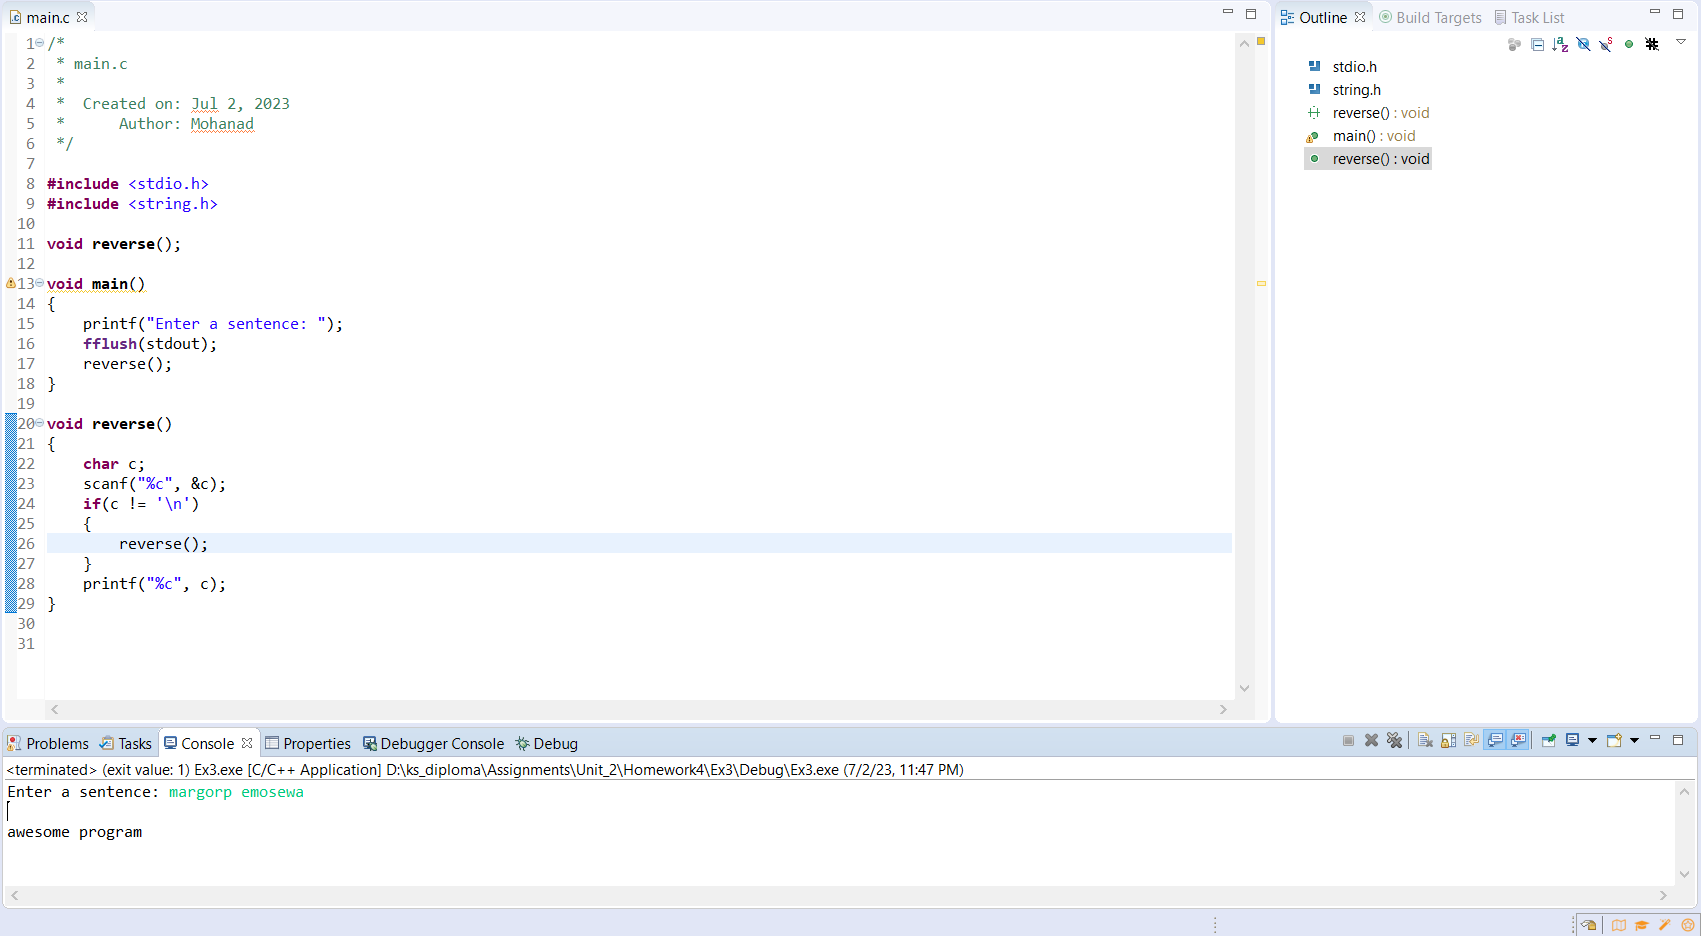 main.c
1 /*
2  * main.c
3  *
4  *  Created on: Jul 2, 2023
5  *      Author: Mohanad
6  */
7
8 #include <stdio.h>
9 #include <string.h>
10
11 void reverse();
12
13 void main()
14 {
15     printf("Enter a sentence: ");
16     fflush(stdout);
17     reverse();
18 }
19
20 void reverse()
21 {
22     char c;
23     scanf("%c", &c);
24     if(c != '\n')
25     {
26         reverse();
27     }
28     printf("%c", c);
29 }
30
31
Outline Build Targets Task List
stdio.h
string.h
reverse() : void
main() : void
reverse() : void
Problems Tasks Console Properties Debugger Console Debug
<terminated> (exit value: 1) Ex3.exe [C/C++ Application] D:\ks_diploma\Assignments\Unit_2\Homework4\Ex3\Debug\Ex3.exe (7/2/23, 11:47 PM)
Enter a sentence: margorp emosewa
awesome program